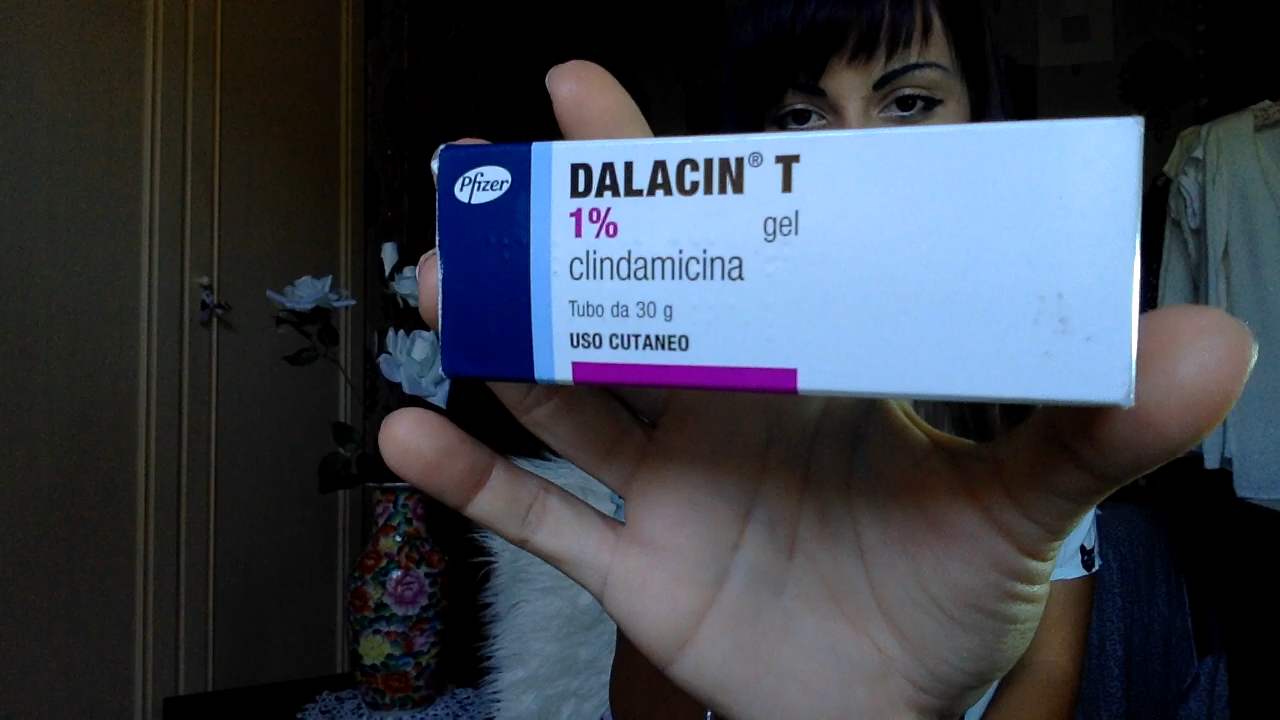 Pfizer
DALACIN® T
1% gel
clindamicina
Tubo da 30 g
USO CUTANEO